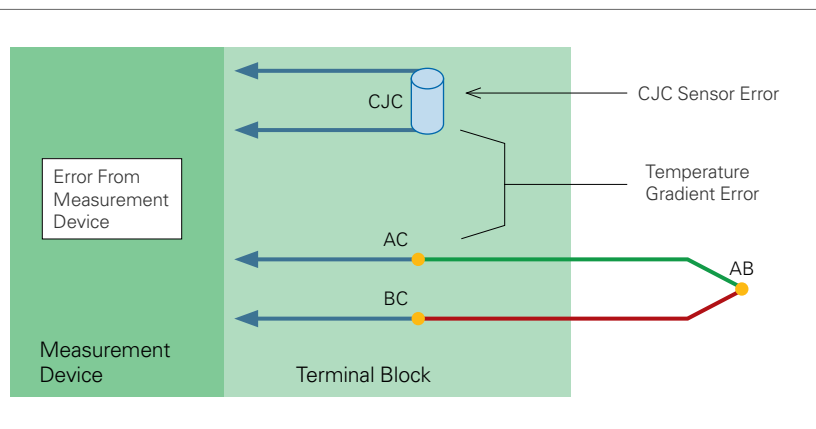 CJC
CJC Sensor Error
Error From
Measurement
Device
Temperature
Gradient Error
AC
AB
BC
Measurement
Device
Terminal Block